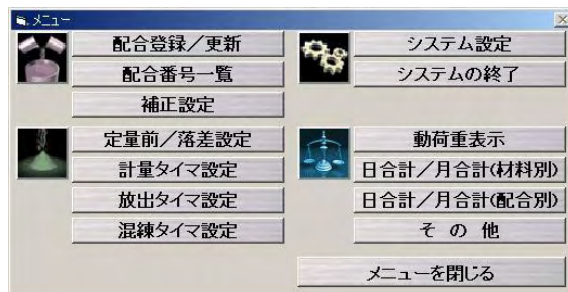 メニュー
配合登録／更新
配合番号一覧
補正設定
システム設定
システムの終了
定量前／落差設定
計量タイマ設定
放出タイマ設定
混練タイマ設定
動荷重表示
日合計／月合計(材料別)
日合計／月合計(配合別)
そ の 他
メニューを閉じる